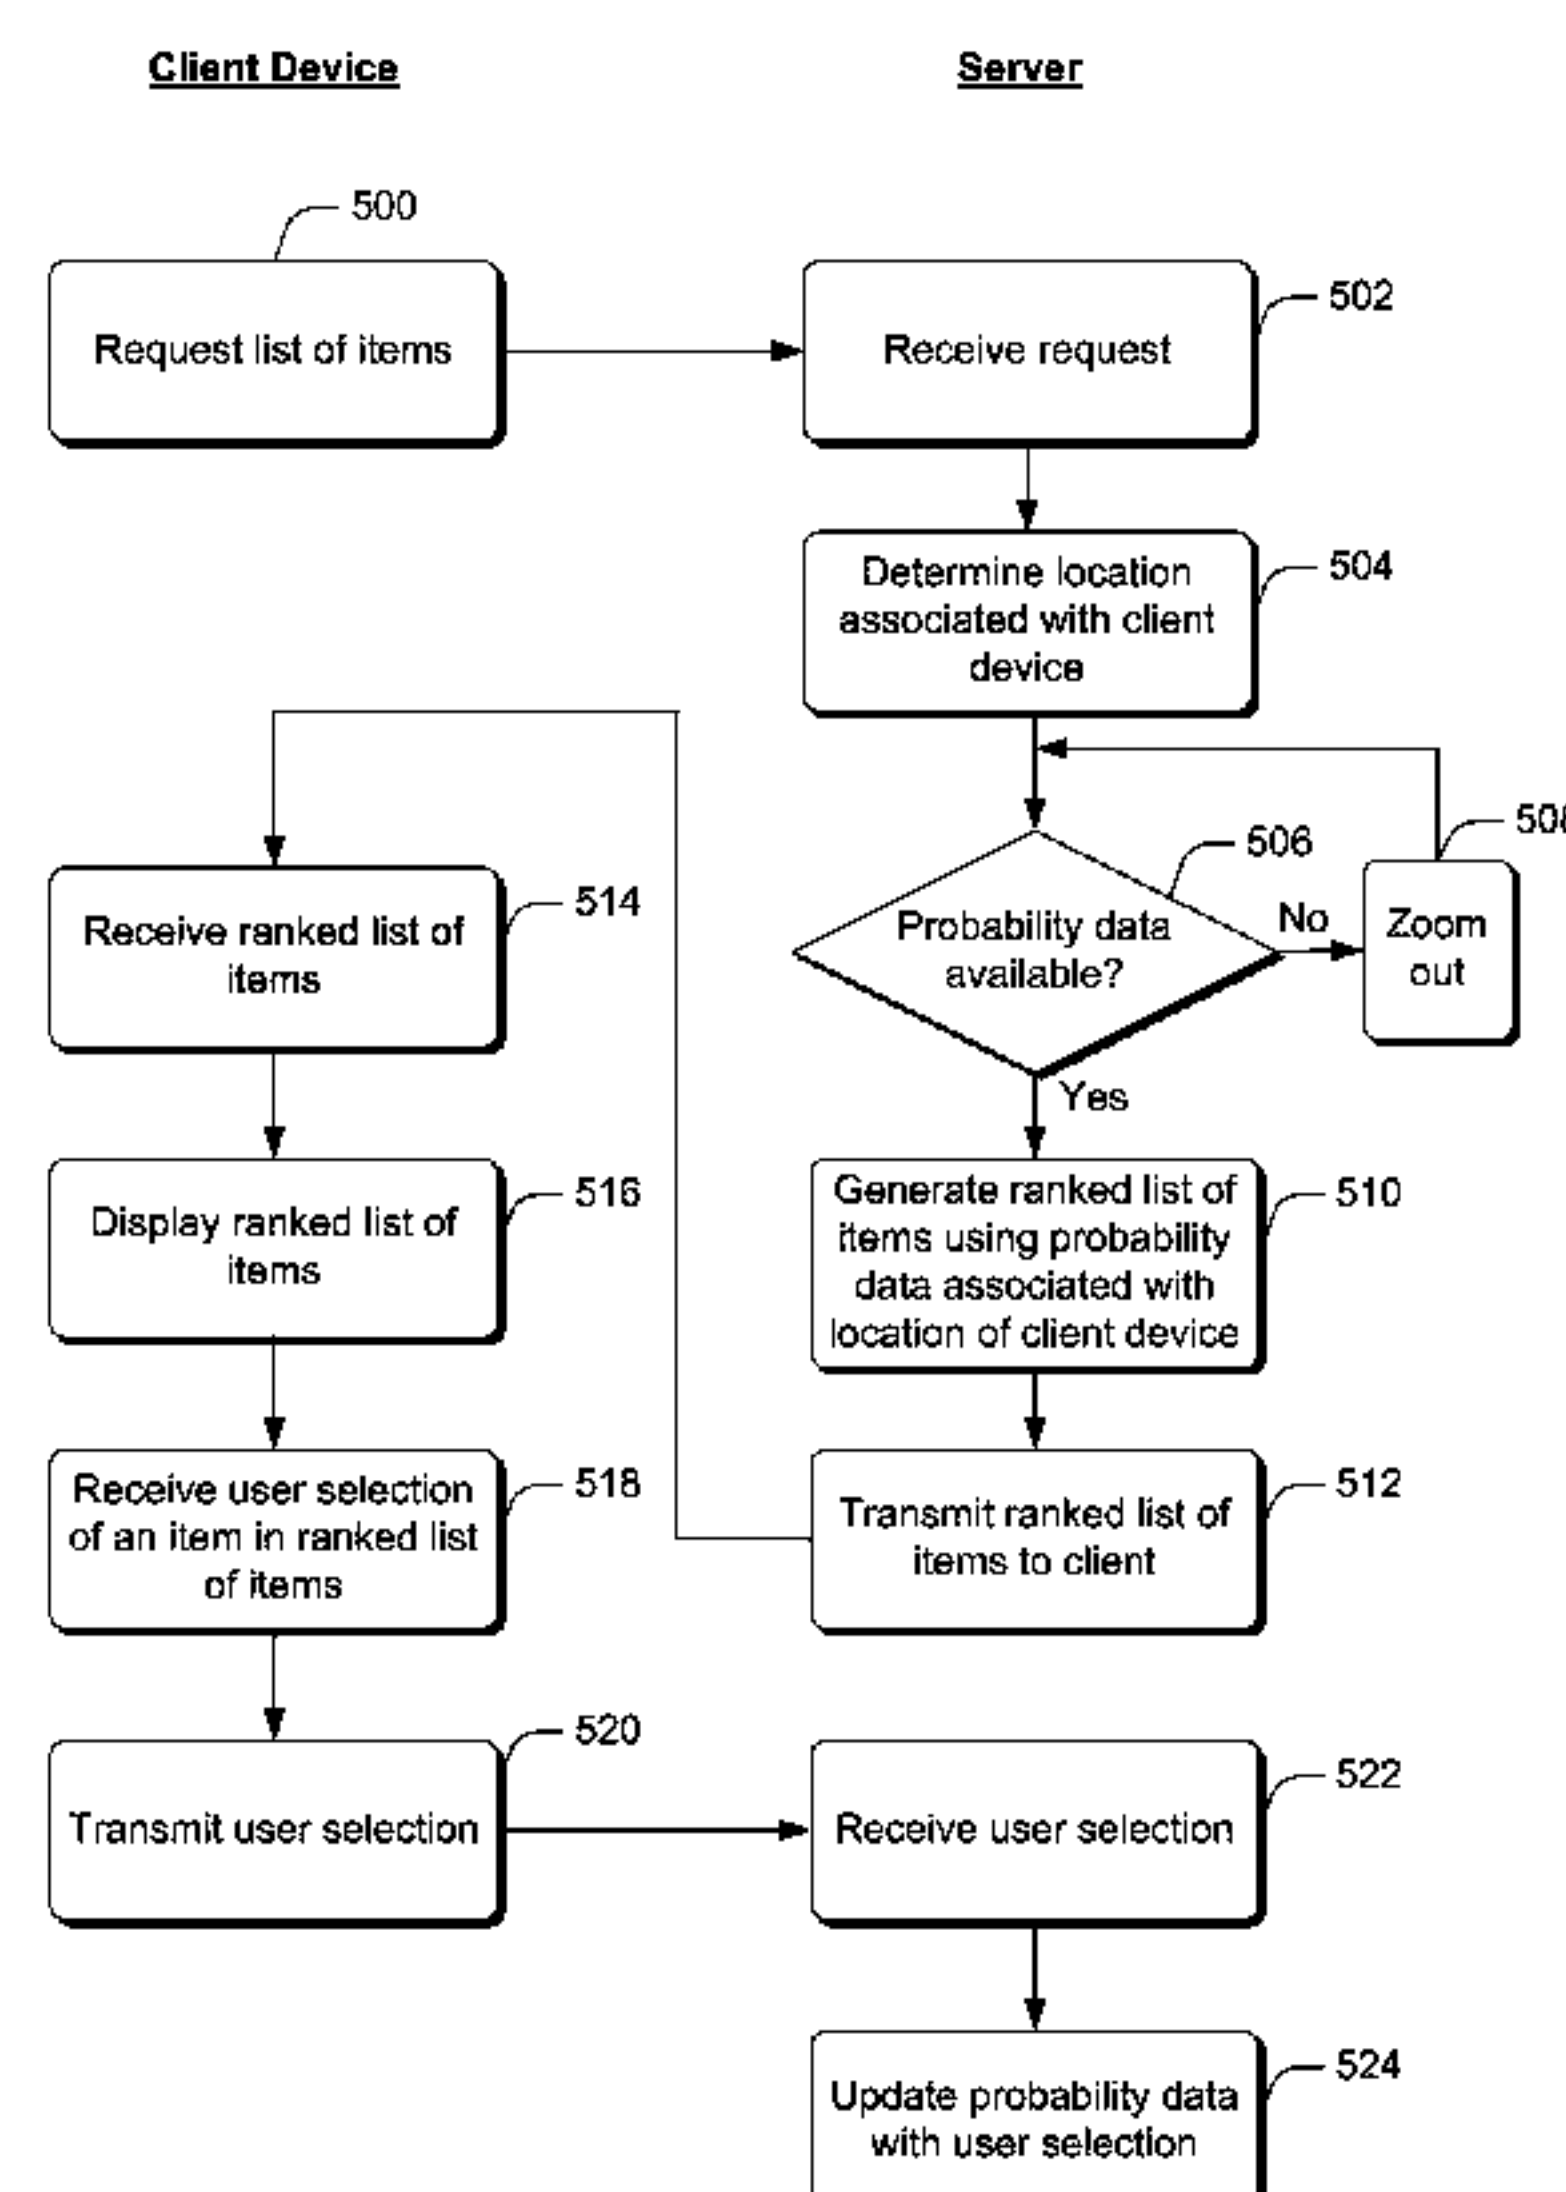 Client Device
Server
500
Request list of items
502
Receive request
504
Determine location
associated with client
device
506
Probability data
available?
No
Yes
Zoom
out
510
Generate ranked list of
items using probability
data associated with
location of client device
512
Transmit ranked list of
items to client
514
Receive ranked list of
items
516
Display ranked list of
items
518
Receive user selection
of an item in ranked list
of items
520
Transmit user selection
522
Receive user selection
524
Update probability data
with user selection